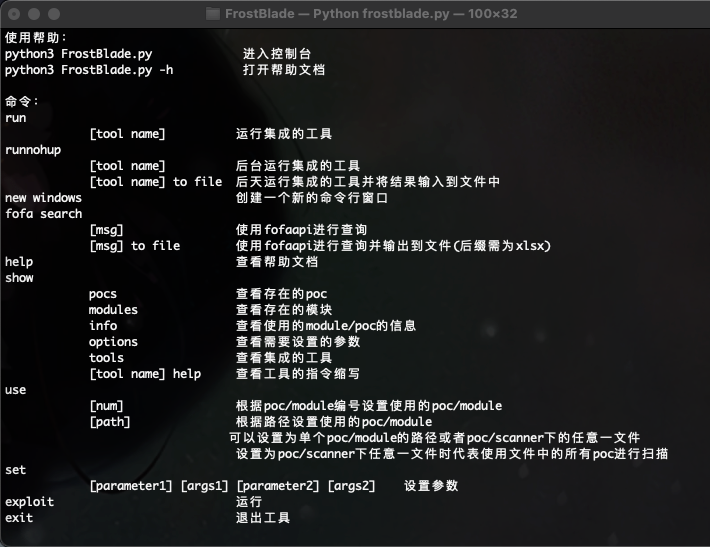 FrostBlade — Python frostblade.py — 100×32
使用帮助：
python3 FrostBlade.py 进入控制台
python3 FrostBlade.py -h 打开帮助文档
命令：
run
[tool name] 运行集成的工具
runnohup
[tool name] 后台运行集成的工具
[tool name] to file 后天运行集成的工具并将结果输入到文件中
new windows 创建一个新的命令行窗口
fofa search
[msg] 使用fofaapi进行查询
[msg] to file 使用fofaapi进行查询并输出到文件(后缀需为xlsx)
help 查看帮助文档
show
pocs 查看存在的poc
modules 查看存在的模块
info 查看使用的module/poc的信息
options 查看需要设置的参数
tools 查看集成的工具
[tool name] help 查看工具的指令缩写
use
[num] 根据poc/module编号设置使用的poc/module
[path] 根据路径设置使用的poc/module
可以设置为单个poc/module的路径或者poc/scanner下的任意一文件
设置为poc/scanner下任意一文件时代表使用文件中的所有poc进行扫描
set
[parameter1] [args1] [parameter2] [args2] 设置参数
exploit 运行
exit 退出工具